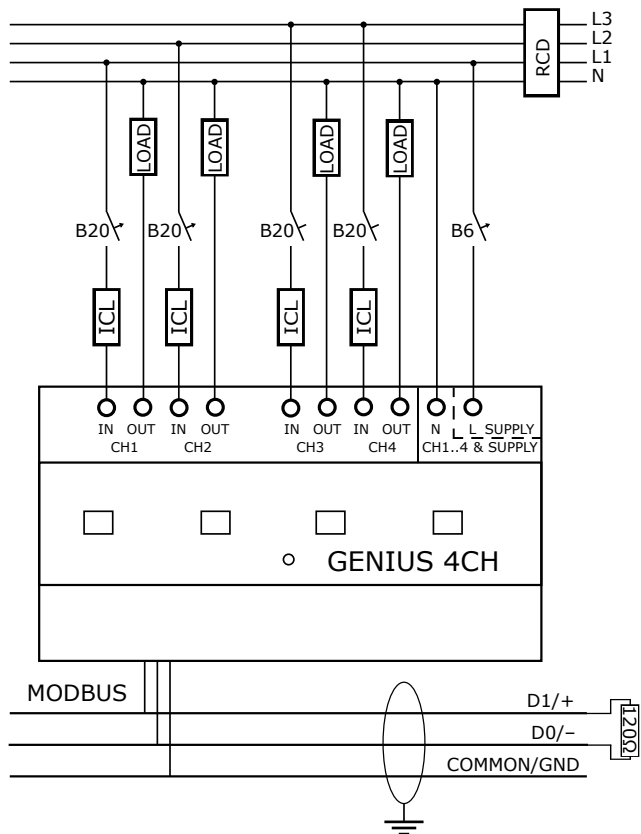 L3
L2
L1
N
RCD
LOAD
LOAD
LOAD
LOAD
B20
B20
B20
B20
B6
ICL
ICL
ICL
ICL
IN OUT IN OUT IN OUT IN OUT N L SUPPLY
CH1 CH2 CH3 CH4 CH1..4 & SUPPLY
GENIUS 4CH
MODBUS
D1/+
D0/–
COMMON/GND
120Ω